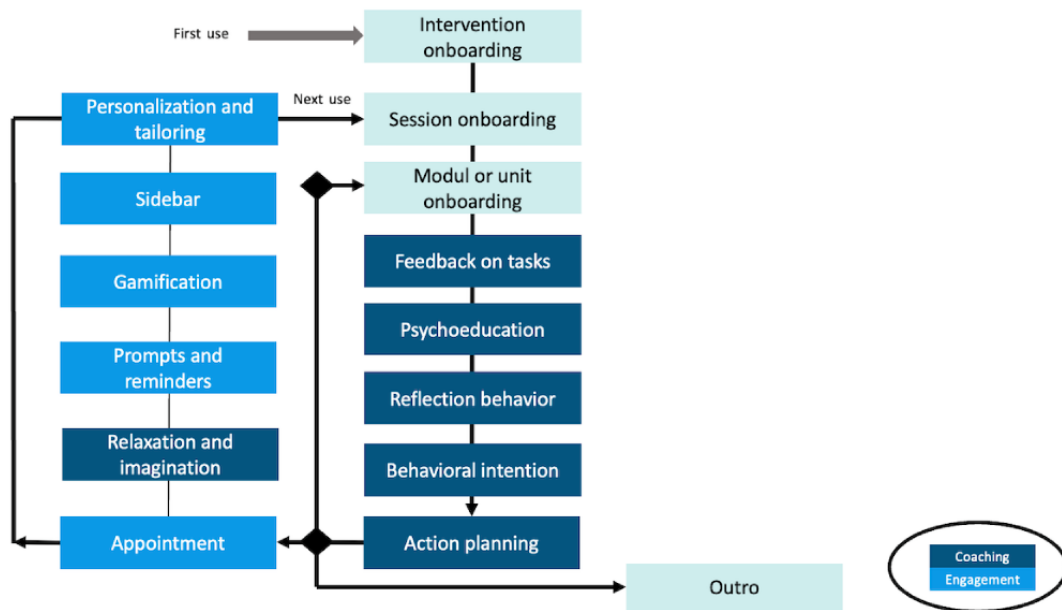 First use
Intervention
onboarding
Personalization and
tailoring
Next use
Session onboarding
Sidebar
Modul or unit
onboarding
Gamification
Feedback on tasks
Prompts and
reminders
Psychoeducation
Relaxation and
imagination
Reflection behavior
Behavioral intention
Appointment
Action planning
Outro
Coaching
Engagement